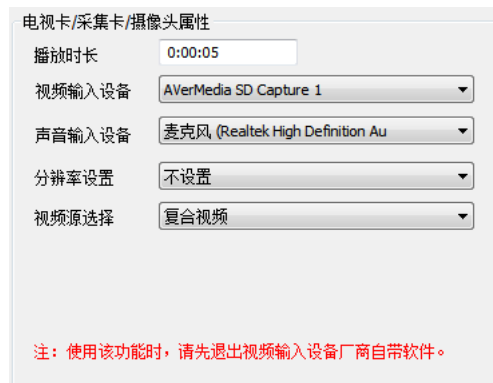 电视卡/采集卡/摄像头属性
播放时长 0:00:05
视频输入设备 AVerMedia SD Capture 1
声音输入设备 麦克风 (Realtek High Definition Au
分辨率设置 不设置
视频源选择 复合视频
注：使用该功能时，请先退出视频输入设备厂商自带软件。